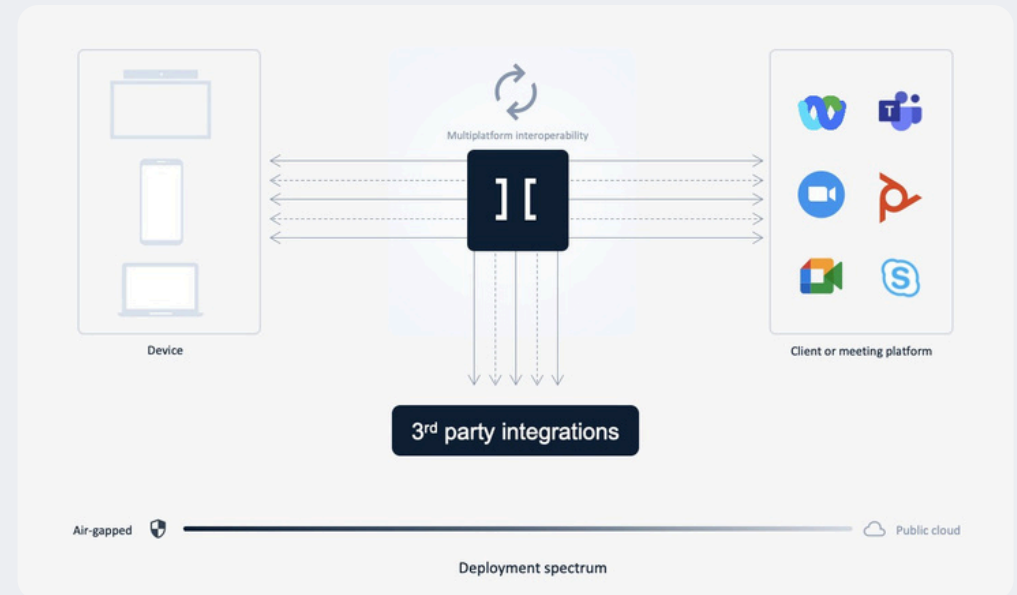 Multiplatform interoperability
][
T
S
Device
Client or meeting platform
3rd party integrations
Air-gapped
Public cloud
Deployment spectrum